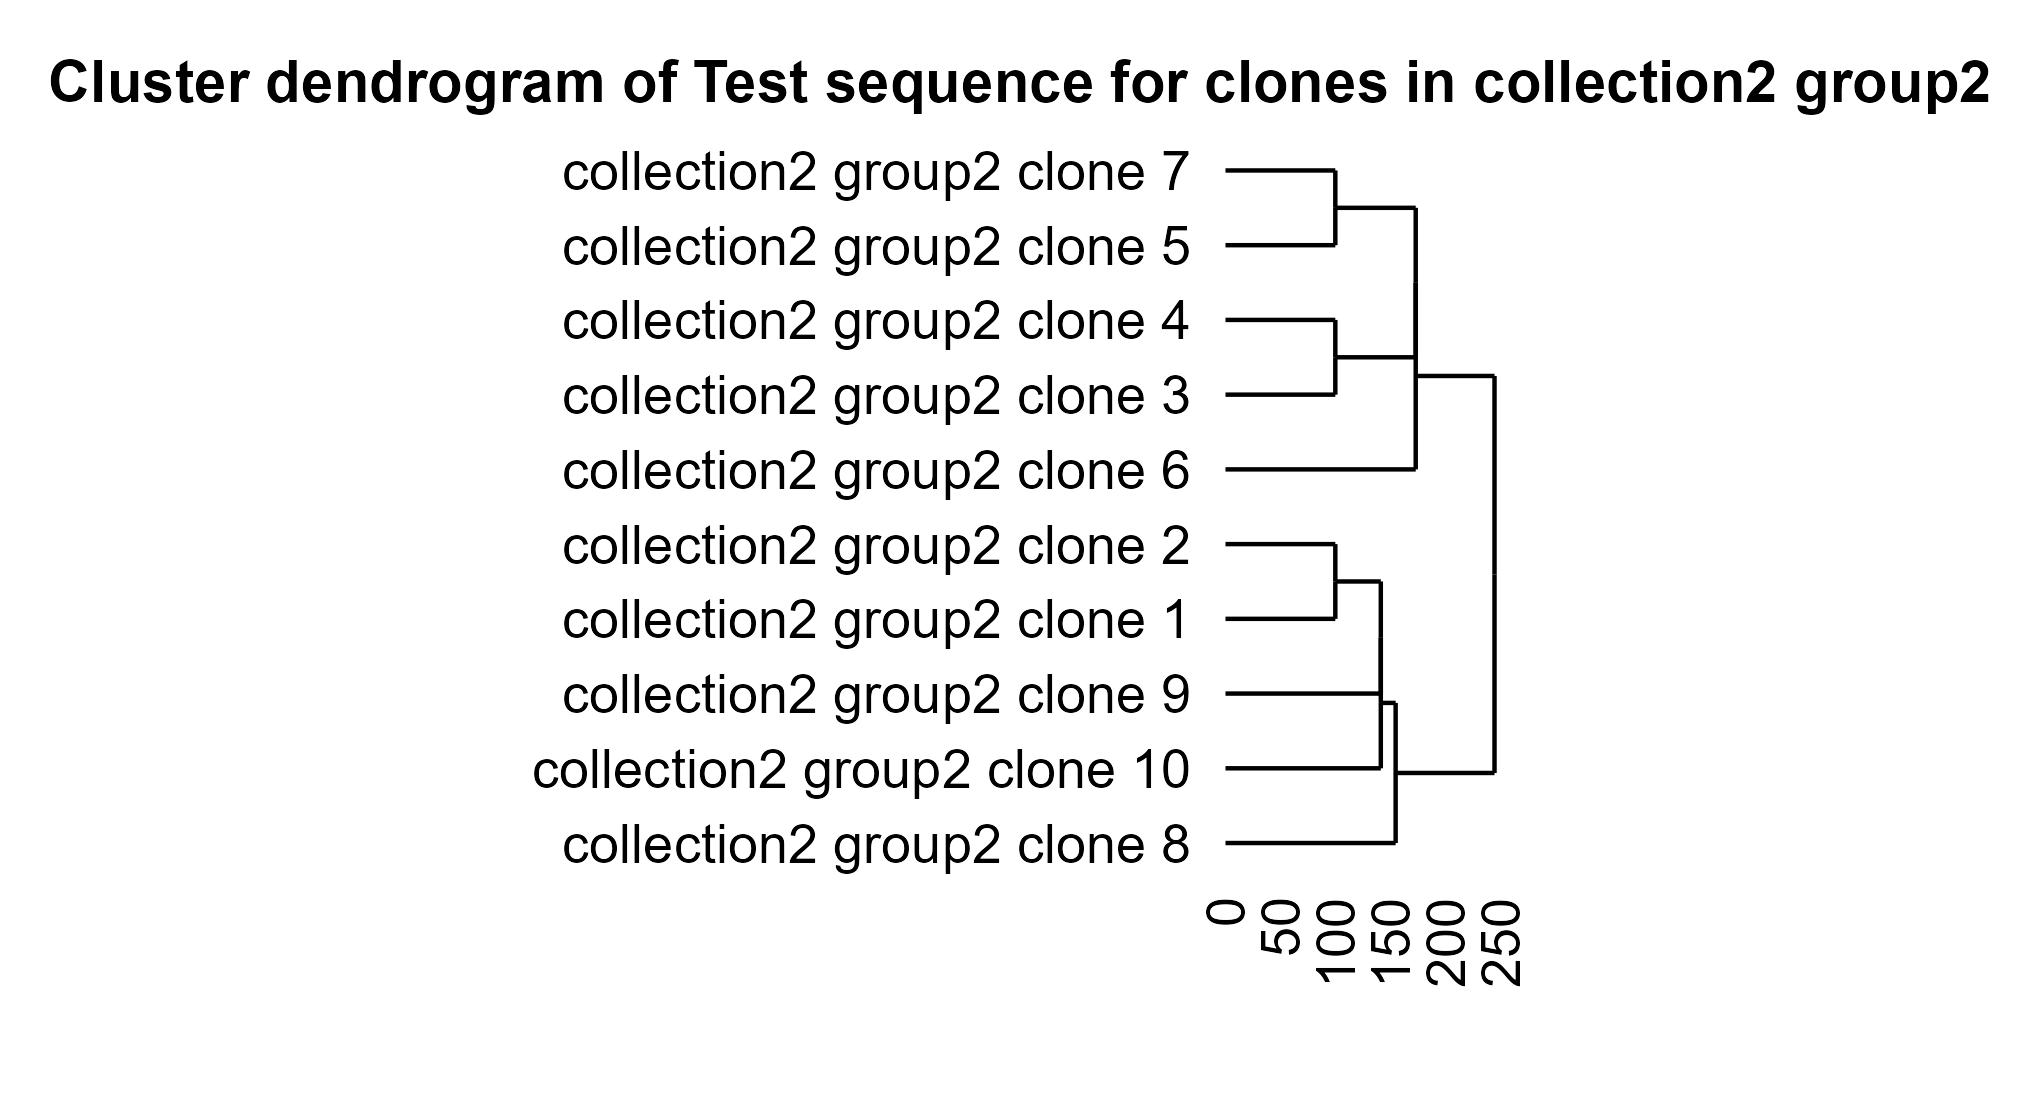 Cluster dendrogram of Test sequence for clones in collection2 group2
collection2 group2 clone 7
collection2 group2 clone 5
collection2 group2 clone 4
collection2 group2 clone 3
collection2 group2 clone 6
collection2 group2 clone 2
collection2 group2 clone 1
collection2 group2 clone 9
collection2 group2 clone 10
collection2 group2 clone 8
0
50
100
150
200
250